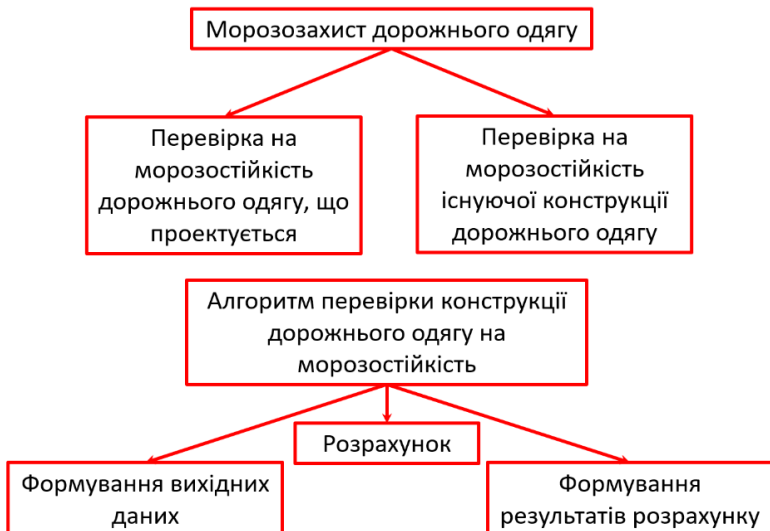 Морозозахист дорожнього одягу
Перевірка на
морозостійкість
дорожнього одягу, що
проектується
Перевірка на
морозостійкість
існуючої конструкції
дорожнього одягу
Алгоритм перевірки конструкції
дорожнього одягу на
морозостійкість
Розрахунок
Формування вихідних
даних
Формування
результатів розрахунку